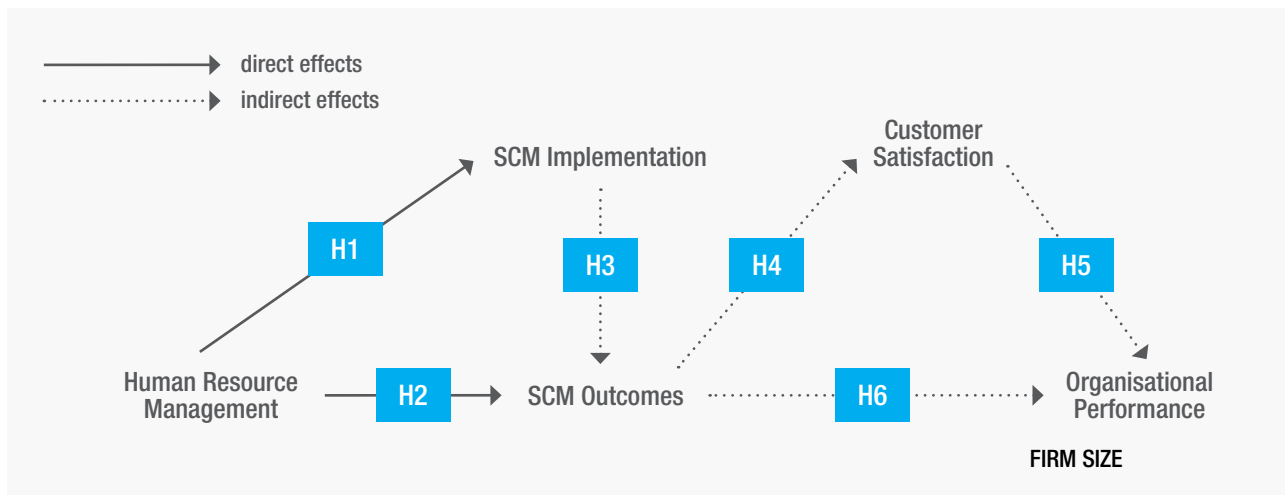 direct effects
indirect effects
Customer
Satisfaction
SCM Implementation
H1
H3
H4
H5
Human Resource
Management
H2
SCM Outcomes
H6
Organisational
Performance
FIRM SIZE